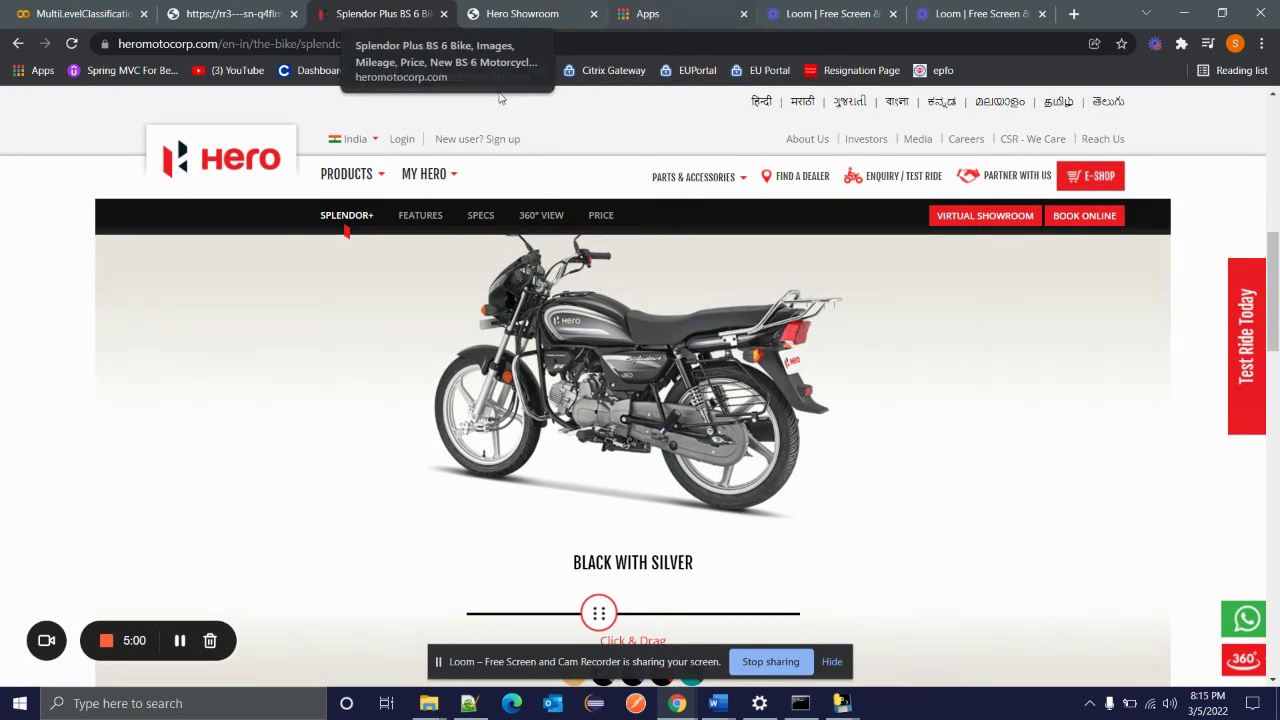 MultiLabelClassificatio
https://r3---sn-q4flrn
Splendor Plus BS 6 Bik
Hero Showroom
Apps
Loom | Free Screen &
Loom | Free Screen &
heromotocorp.com/en-in/the-bike/splendo
Splendor Plus BS 6 Bike, Images,
Mileage, Price, New BS 6 Motorcycl...
heromotocorp.com
Apps
Spring MVC For Be...
(3) YouTube
Dashboar
Citrix Gateway
EUPortal
EU Portal
Resignation Page
epfo
Reading list
हिन्दी मराठी ગુજરાતી বাংলা ಕನ್ನಡ മലയാളം தமிழ் తెలుగు
India Login New user? Sign up
About Us Investors Media Careers CSR - We Care Reach Us
Hero
PRODUCTS MY HERO
PARTS & ACCESSORIES FIND A DEALER ENQUIRY / TEST RIDE PARTNER WITH US E-SHOP
SPLENDOR+ FEATURES SPECS 360° VIEW PRICE
VIRTUAL SHOWROOM BOOK ONLINE
Hero
Test Ride Today
BLACK WITH SILVER
Click & Drag
5:00
Loom – Free Screen and Cam Recorder is sharing your screen.
Stop sharing
Hide
360°
Type here to search
8:15 PM
3/5/2022